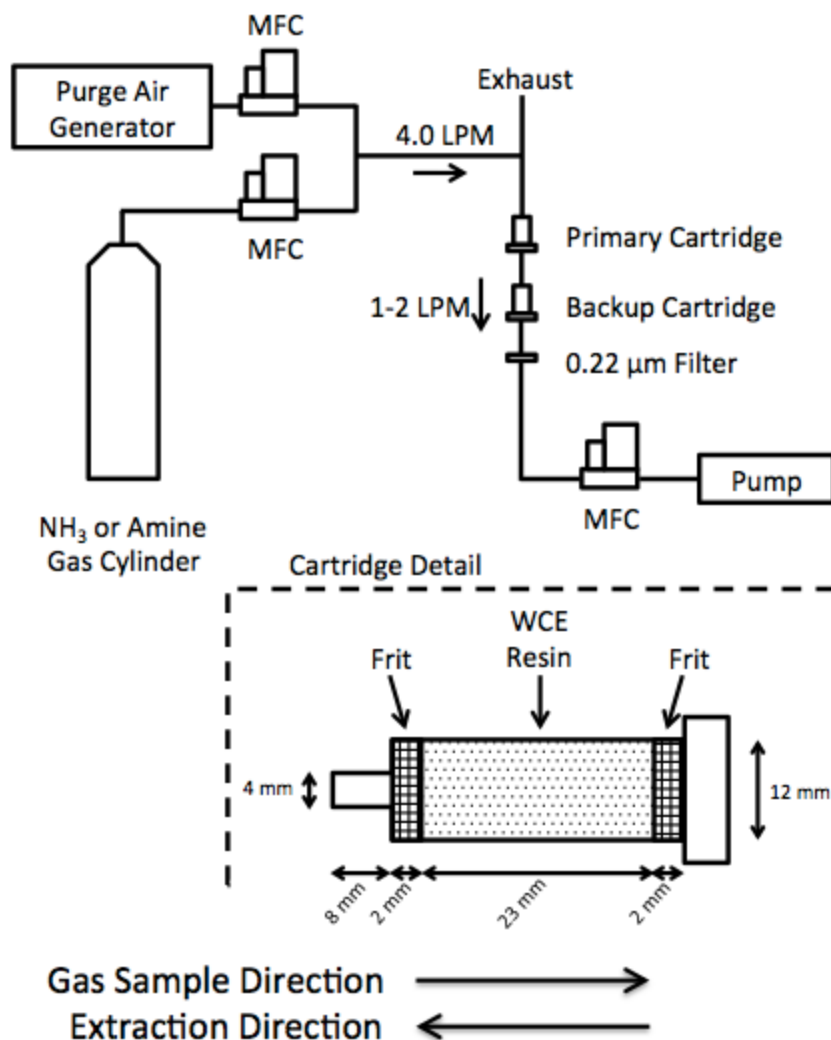 MFC
Purge Air
Generator
Exhaust
4.0 LPM
MFC
Primary Cartridge
1-2 LPM
Backup Cartridge
0.22 µm Filter
Pump
MFC
NH₃ or Amine
Gas Cylinder
Cartridge Detail
WCE
Resin
Frit
Frit
4 mm
12 mm
8 mm
2 mm
23 mm
2 mm
Gas Sample Direction
Extraction Direction